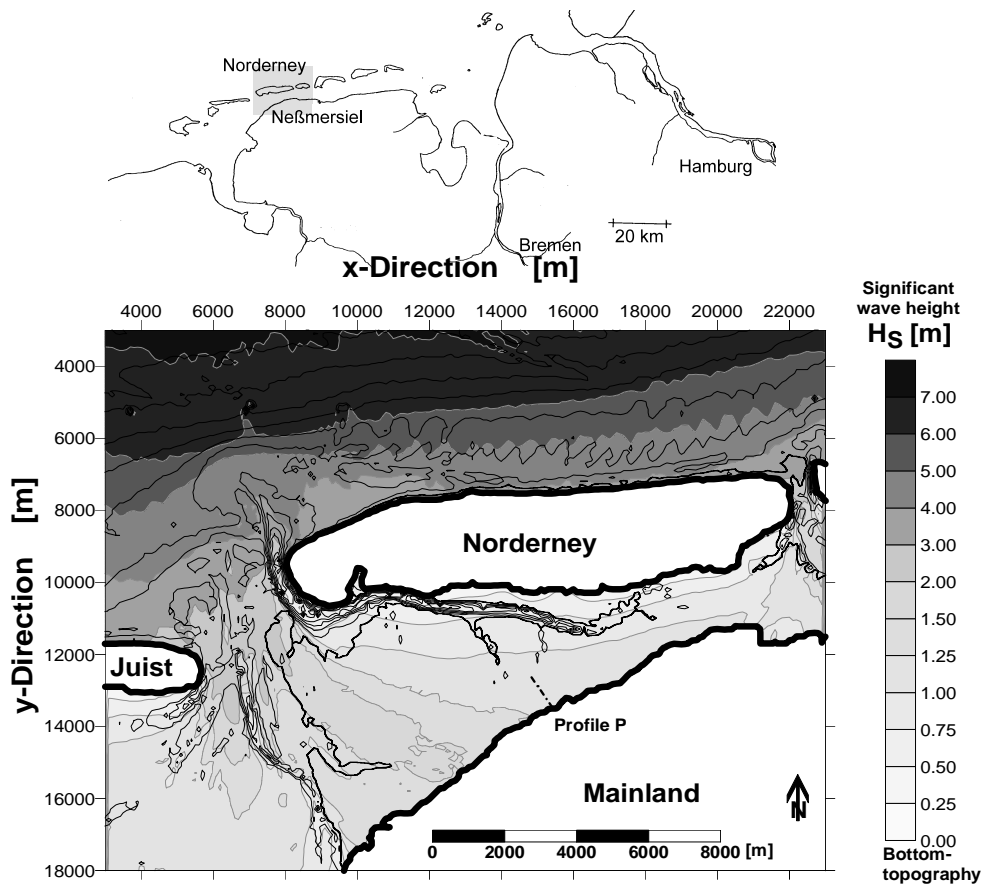 Norderney
Neßmersiel
Hamburg
20 km
Bremen
x-Direction [m]
4000 6000 8000 10000 12000 14000 16000 18000 20000 22000
Significant
wave height
HS [m]
y-Direction [m]
4000
6000
8000
10000
12000
14000
16000
18000
7.00
6.00
5.00
4.00
3.00
2.00
1.50
1.25
1.00
0.75
0.50
0.25
0.00
Norderney
Juist
Profile P
Mainland
N
0 2000 4000 6000 8000 [m]
Bottom-
topography